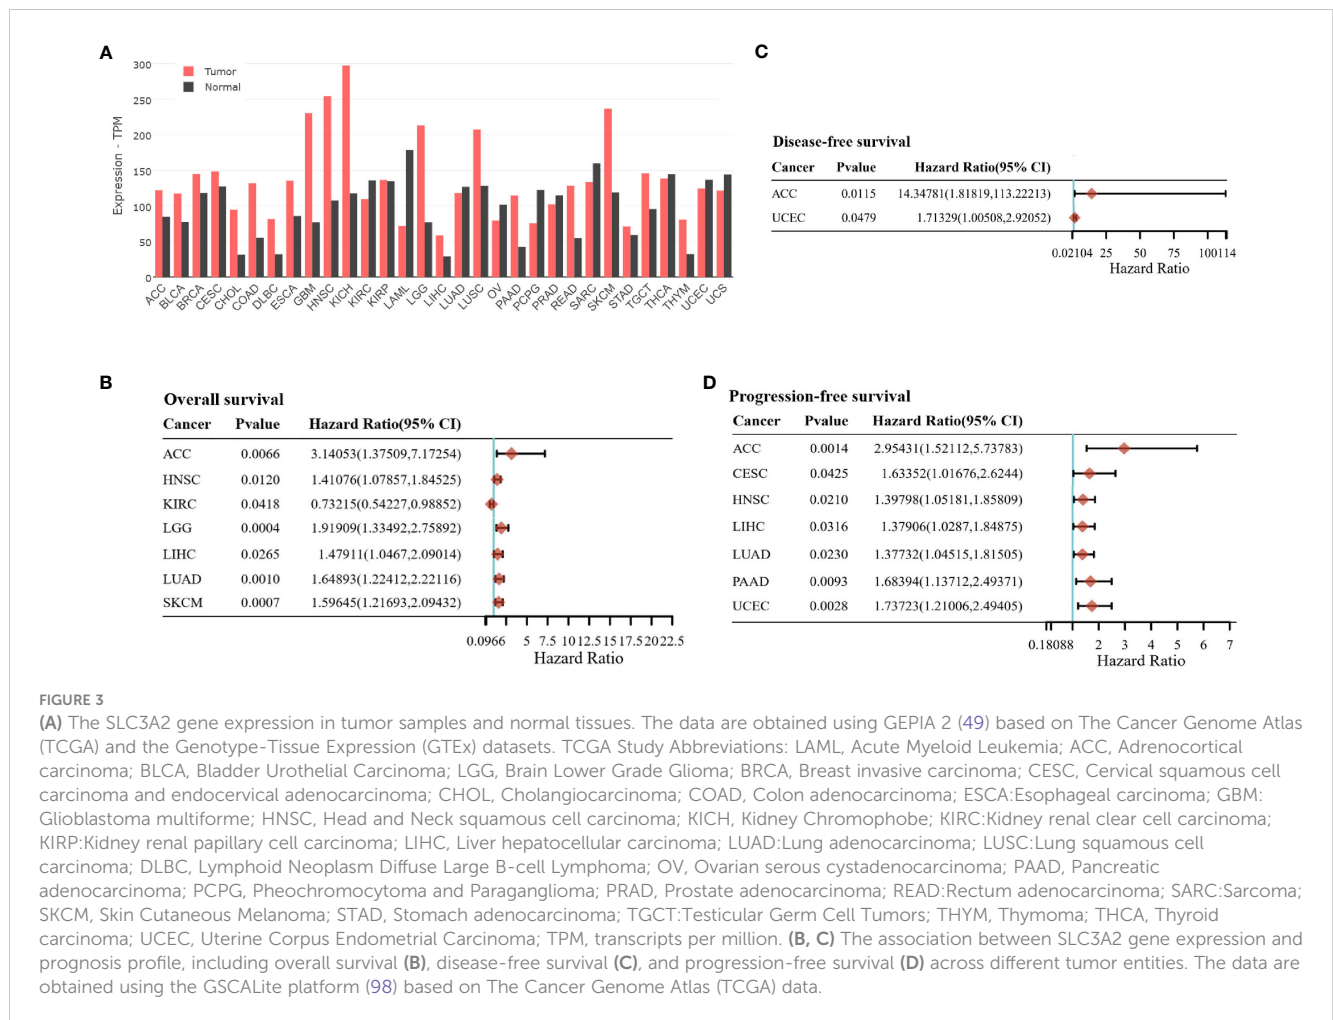 A
300
250
200
150
100
50
0
Expression - TPM
Tumor
Normal
ACC
BLCA
BRCA
CESC
CHOL
COAD
DLBC
ESCA
GBM
HNSC
KICH
KIRC
KIRP
LAML
LGG
LIHC
LUAD
LUSC
OV
PAAD
PCPG
PRAD
READ
SARC
SKCM
STAD
TGCT
THCA
THYM
UCEC
UCS
C
Disease-free survival
Cancer Pvalue Hazard Ratio(95% CI)
ACC 0.0115 14.34781(1.81819,113.22213)
UCEC 0.0479 1.71329(1.00508,2.92052)
0.02104 25 50 75 100114
Hazard Ratio
B
Overall survival
Cancer Pvalue Hazard Ratio(95% CI)
ACC 0.0066 3.14053(1.37509,7.17254)
HNSC 0.0120 1.41076(1.07857,1.84525)
KIRC 0.0418 0.73215(0.54227,0.98852)
LGG 0.0004 1.91909(1.33492,2.75892)
LIHC 0.0265 1.47911(1.0467,2.09014)
LUAD 0.0010 1.64893(1.22412,2.22116)
SKCM 0.0007 1.59645(1.21693,2.09432)
0.0966 5 7.5 10 12.5 15 17.5 20 22.5
Hazard Ratio
D
Progression-free survival
Cancer Pvalue Hazard Ratio(95% CI)
ACC 0.0014 2.95431(1.52112,5.73783)
CESC 0.0425 1.63352(1.01676,2.6244)
HNSC 0.0210 1.39798(1.05181,1.85809)
LIHC 0.0316 1.37906(1.0287,1.84875)
LUAD 0.0230 1.37732(1.04515,1.81505)
PAAD 0.0093 1.68394(1.13712,2.49371)
UCEC 0.0028 1.73723(1.21006,2.49405)
0.18088 2 3 4 5 6 7
Hazard Ratio
FIGURE 3
(A) The SLC3A2 gene expression in tumor samples and normal tissues. The data are obtained using GEPIA 2 (49) based on The Cancer Genome Atlas
(TCGA) and the Genotype-Tissue Expression (GTEx) datasets. TCGA Study Abbreviations: LAML, Acute Myeloid Leukemia; ACC, Adrenocortical
carcinoma; BLCA, Bladder Urothelial Carcinoma; LGG, Brain Lower Grade Glioma; BRCA, Breast invasive carcinoma; CESC, Cervical squamous cell
carcinoma and endocervical adenocarcinoma; CHOL, Cholangiocarcinoma; COAD, Colon adenocarcinoma; ESCA:Esophageal carcinoma; GBM:
Glioblastoma multiforme; HNSC, Head and Neck squamous cell carcinoma; KICH, Kidney Chromophobe; KIRC:Kidney renal clear cell carcinoma;
KIRP:Kidney renal papillary cell carcinoma; LIHC, Liver hepatocellular carcinoma; LUAD:Lung adenocarcinoma; LUSC:Lung squamous cell
carcinoma; DLBC, Lymphoid Neoplasm Diffuse Large B-cell Lymphoma; OV, Ovarian serous cystadenocarcinoma; PAAD, Pancreatic
adenocarcinoma; PCPG, Pheochromocytoma and Paraganglioma; PRAD, Prostate adenocarcinoma; READ:Rectum adenocarcinoma; SARC:Sarcoma;
SKCM, Skin Cutaneous Melanoma; STAD, Stomach adenocarcinoma; TGCT:Testicular Germ Cell Tumors; THYM, Thymoma; THCA, Thyroid
carcinoma; UCEC, Uterine Corpus Endometrial Carcinoma; TPM, transcripts per million. (B, C) The association between SLC3A2 gene expression and
prognosis profile, including overall survival (B), disease-free survival (C), and progression-free survival (D) across different tumor entities. The data are
obtained using the GSCALite platform (98) based on The Cancer Genome Atlas (TCGA) data.